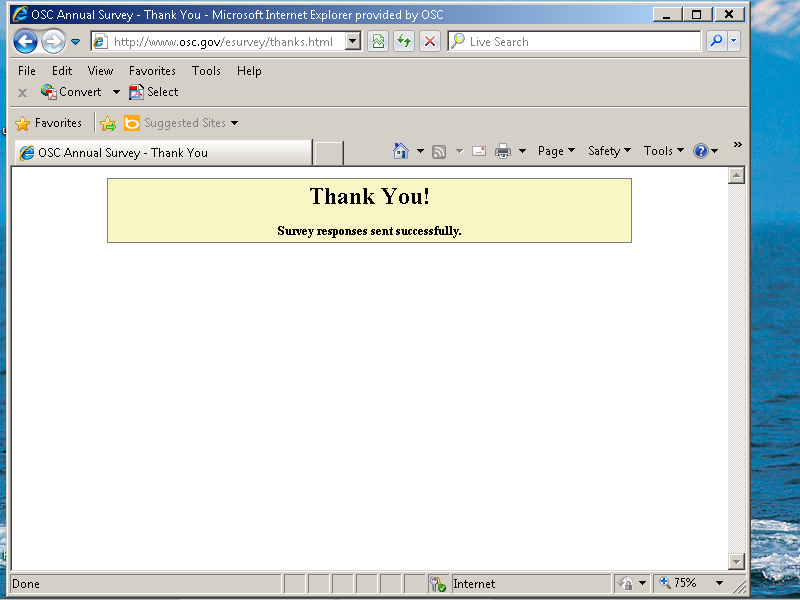 OSC Annual Survey - Thank You - Microsoft Internet Explorer provided by OSC
http://www.osc.gov/esurvey/thanks.html
Live Search
File Edit View Favorites Tools Help
x Convert Select
Favorites Suggested Sites
OSC Annual Survey - Thank You
Page Safety Tools
Thank You!
Survey responses sent successfully.
Done
Internet
75%